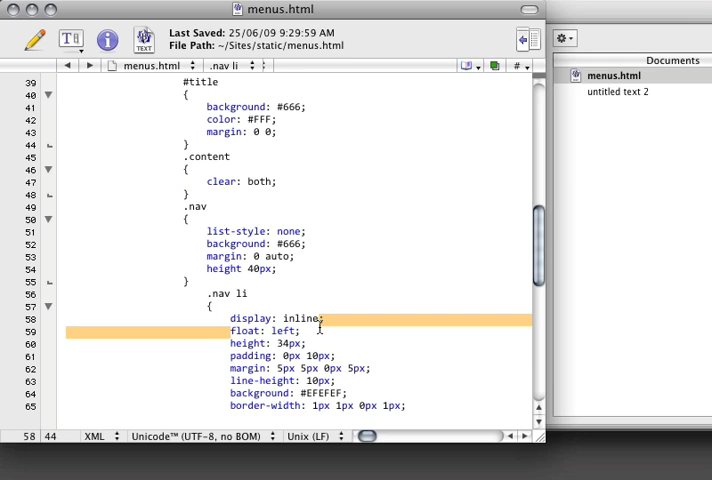 menus.html
Last Saved: 25/06/09 9:29:59 AM
File Path: ~/Sites/static/menus.html
T
TEXT
menus.html .nav li #
39 #title
40 {
41 background: #666;
42 color: #FFF;
43 margin: 0 0;
44 }
45 .content
46 {
47 clear: both;
48 }
49 .nav
50 {
51 list-style: none;
52 background: #666;
53 margin: 0 auto;
54 height 40px;
55 }
56 .nav li
57 {
58 display: inline;
59 float: left;
60 height: 34px;
61 padding: 0px 10px;
62 margin: 5px 5px 0px 5px;
63 line-height: 10px;
64 background: #EFEFEF;
65 border-width: 1px 1px 0px 1px;
58 44 XML Unicode™ (UTF-8, no BOM) Unix (LF)
Documents
menus.html
untitled text 2